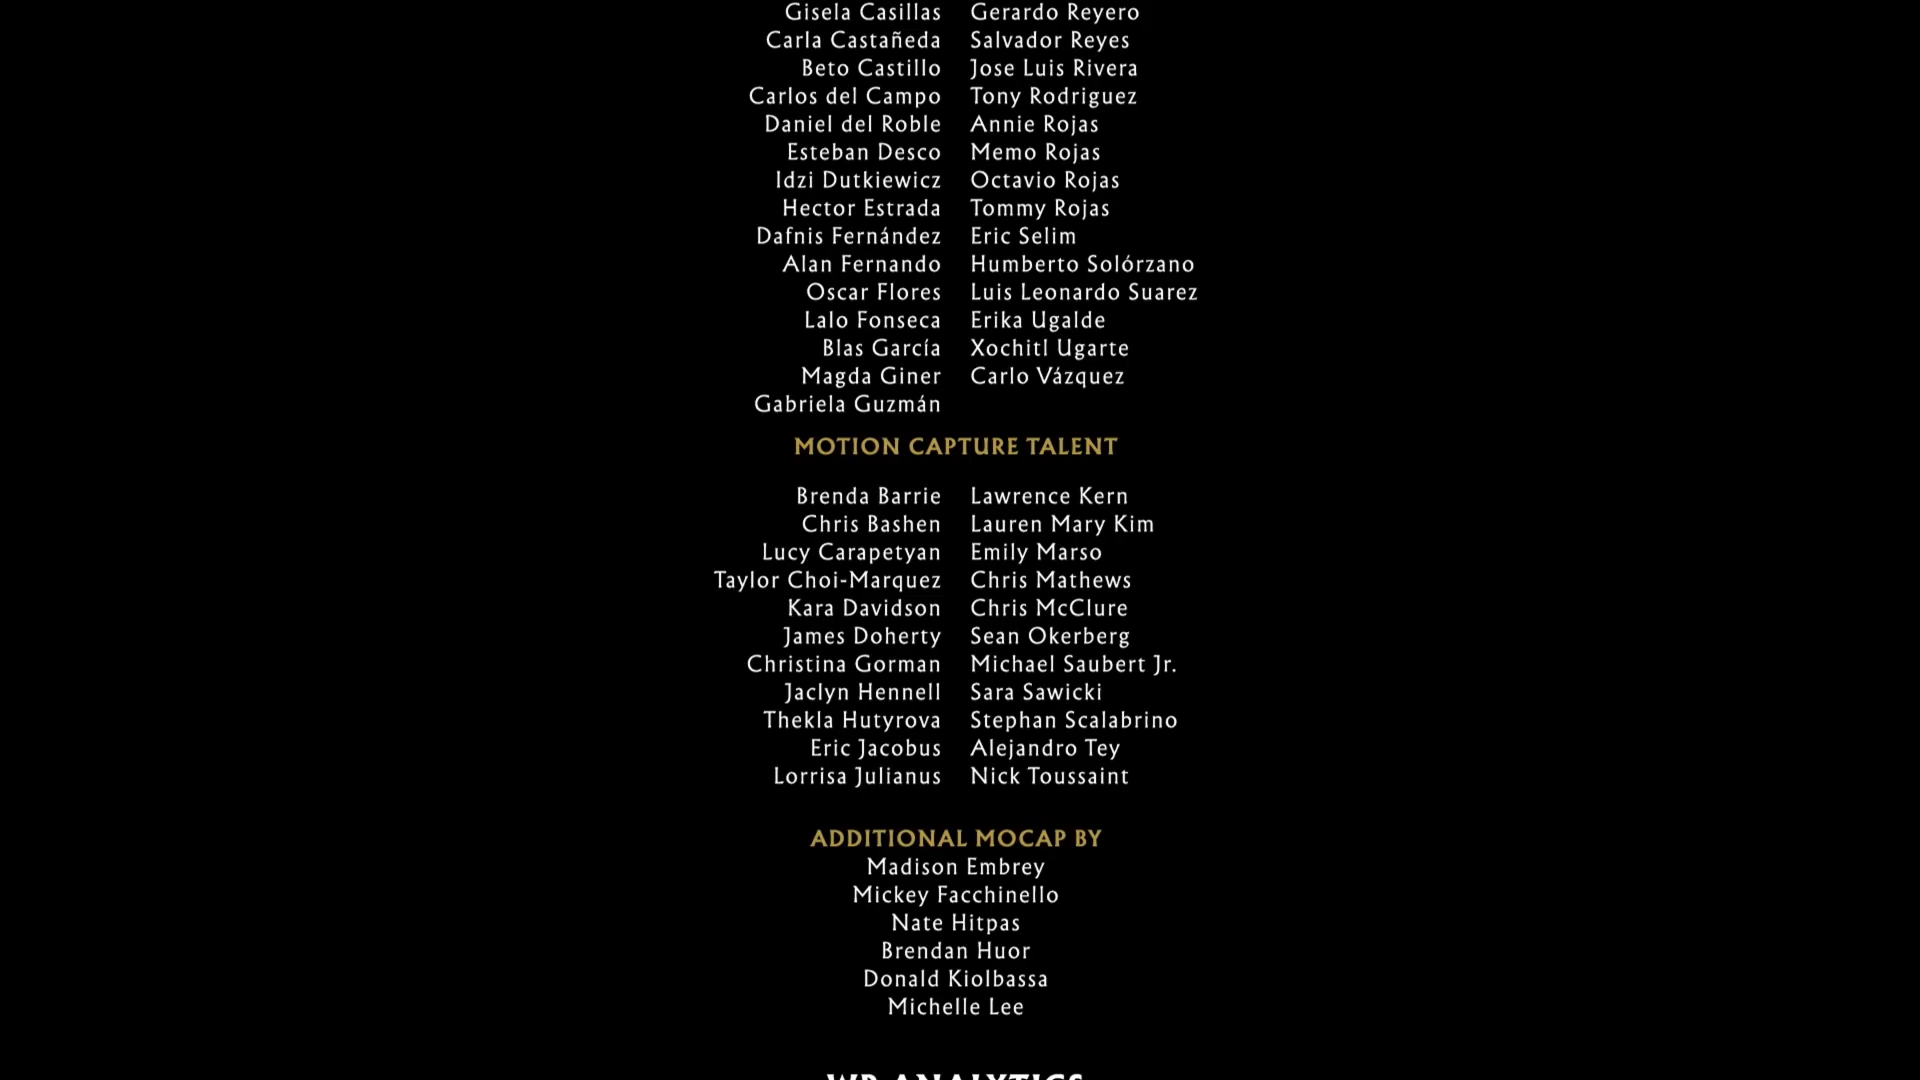 Gisela Casillas Gerardo Reyero
Carla Castañeda Salvador Reyes
Beto Castillo Jose Luis Rivera
Carlos del Campo Tony Rodriguez
Daniel del Roble Annie Rojas
Esteban Desco Memo Rojas
Idzi Dutkiewicz Octavio Rojas
Hector Estrada Tommy Rojas
Dafnis Fernández Eric Selim
Alan Fernando Humberto Solórzano
Oscar Flores Luis Leonardo Suarez
Lalo Fonseca Erika Ugalde
Blas García Xochitl Ugarte
Magda Giner Carlo Vázquez
Gabriela Guzmán
MOTION CAPTURE TALENT
Brenda Barrie Lawrence Kern
Chris Bashen Lauren Mary Kim
Lucy Carapetyan Emily Marso
Taylor Choi-Marquez Chris Mathews
Kara Davidson Chris McClure
James Doherty Sean Okerberg
Christina Gorman Michael Saubert Jr.
Jaclyn Hennell Sara Sawicki
Thekla Hutyrova Stephan Scalabrino
Eric Jacobus Alejandro Tey
Lorrisa Julianus Nick Toussaint
ADDITIONAL MOCAP BY
Madison Embrey
Mickey Facchinello
Nate Hitpas
Brendan Huor
Donald Kiolbassa
Michelle Lee
WB ANALYTICS